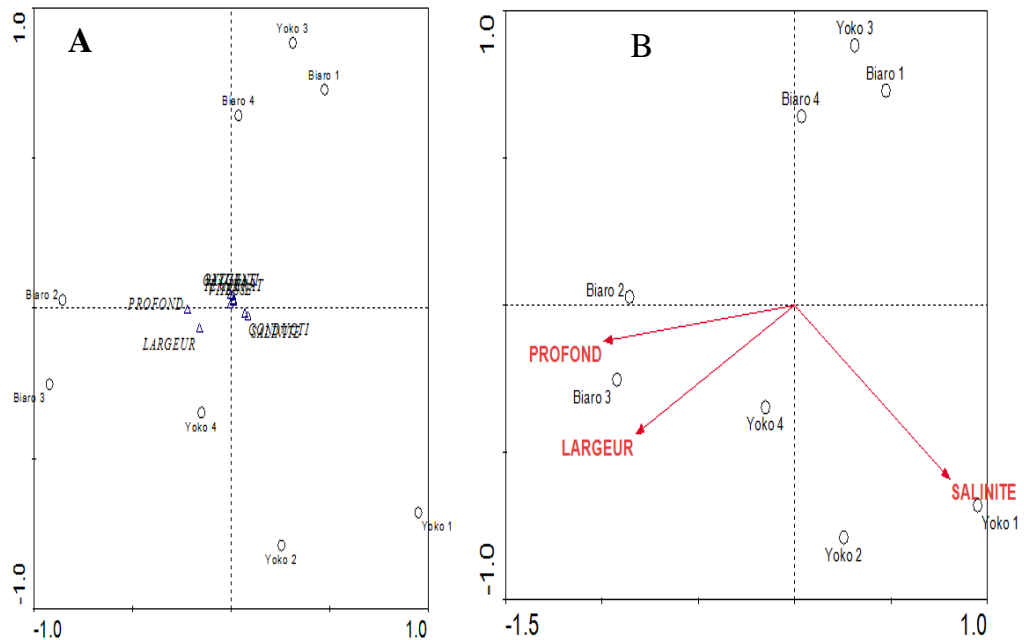 A
1.0
Yoko 3
Biaro 1
Biaro 4
Biaro 2
PROFOND
LARGEUR
SALINITE
Biaro 3
Yoko 4
Yoko 1
Yoko 2
-1.0
-1.0
1.0
B
1.0
Yoko 3
Biaro 1
Biaro 4
Biaro 2
PROFOND
Biaro 3
Yoko 4
LARGEUR
SALINITE
Yoko 1
Yoko 2
-1.0
-1.5
1.0